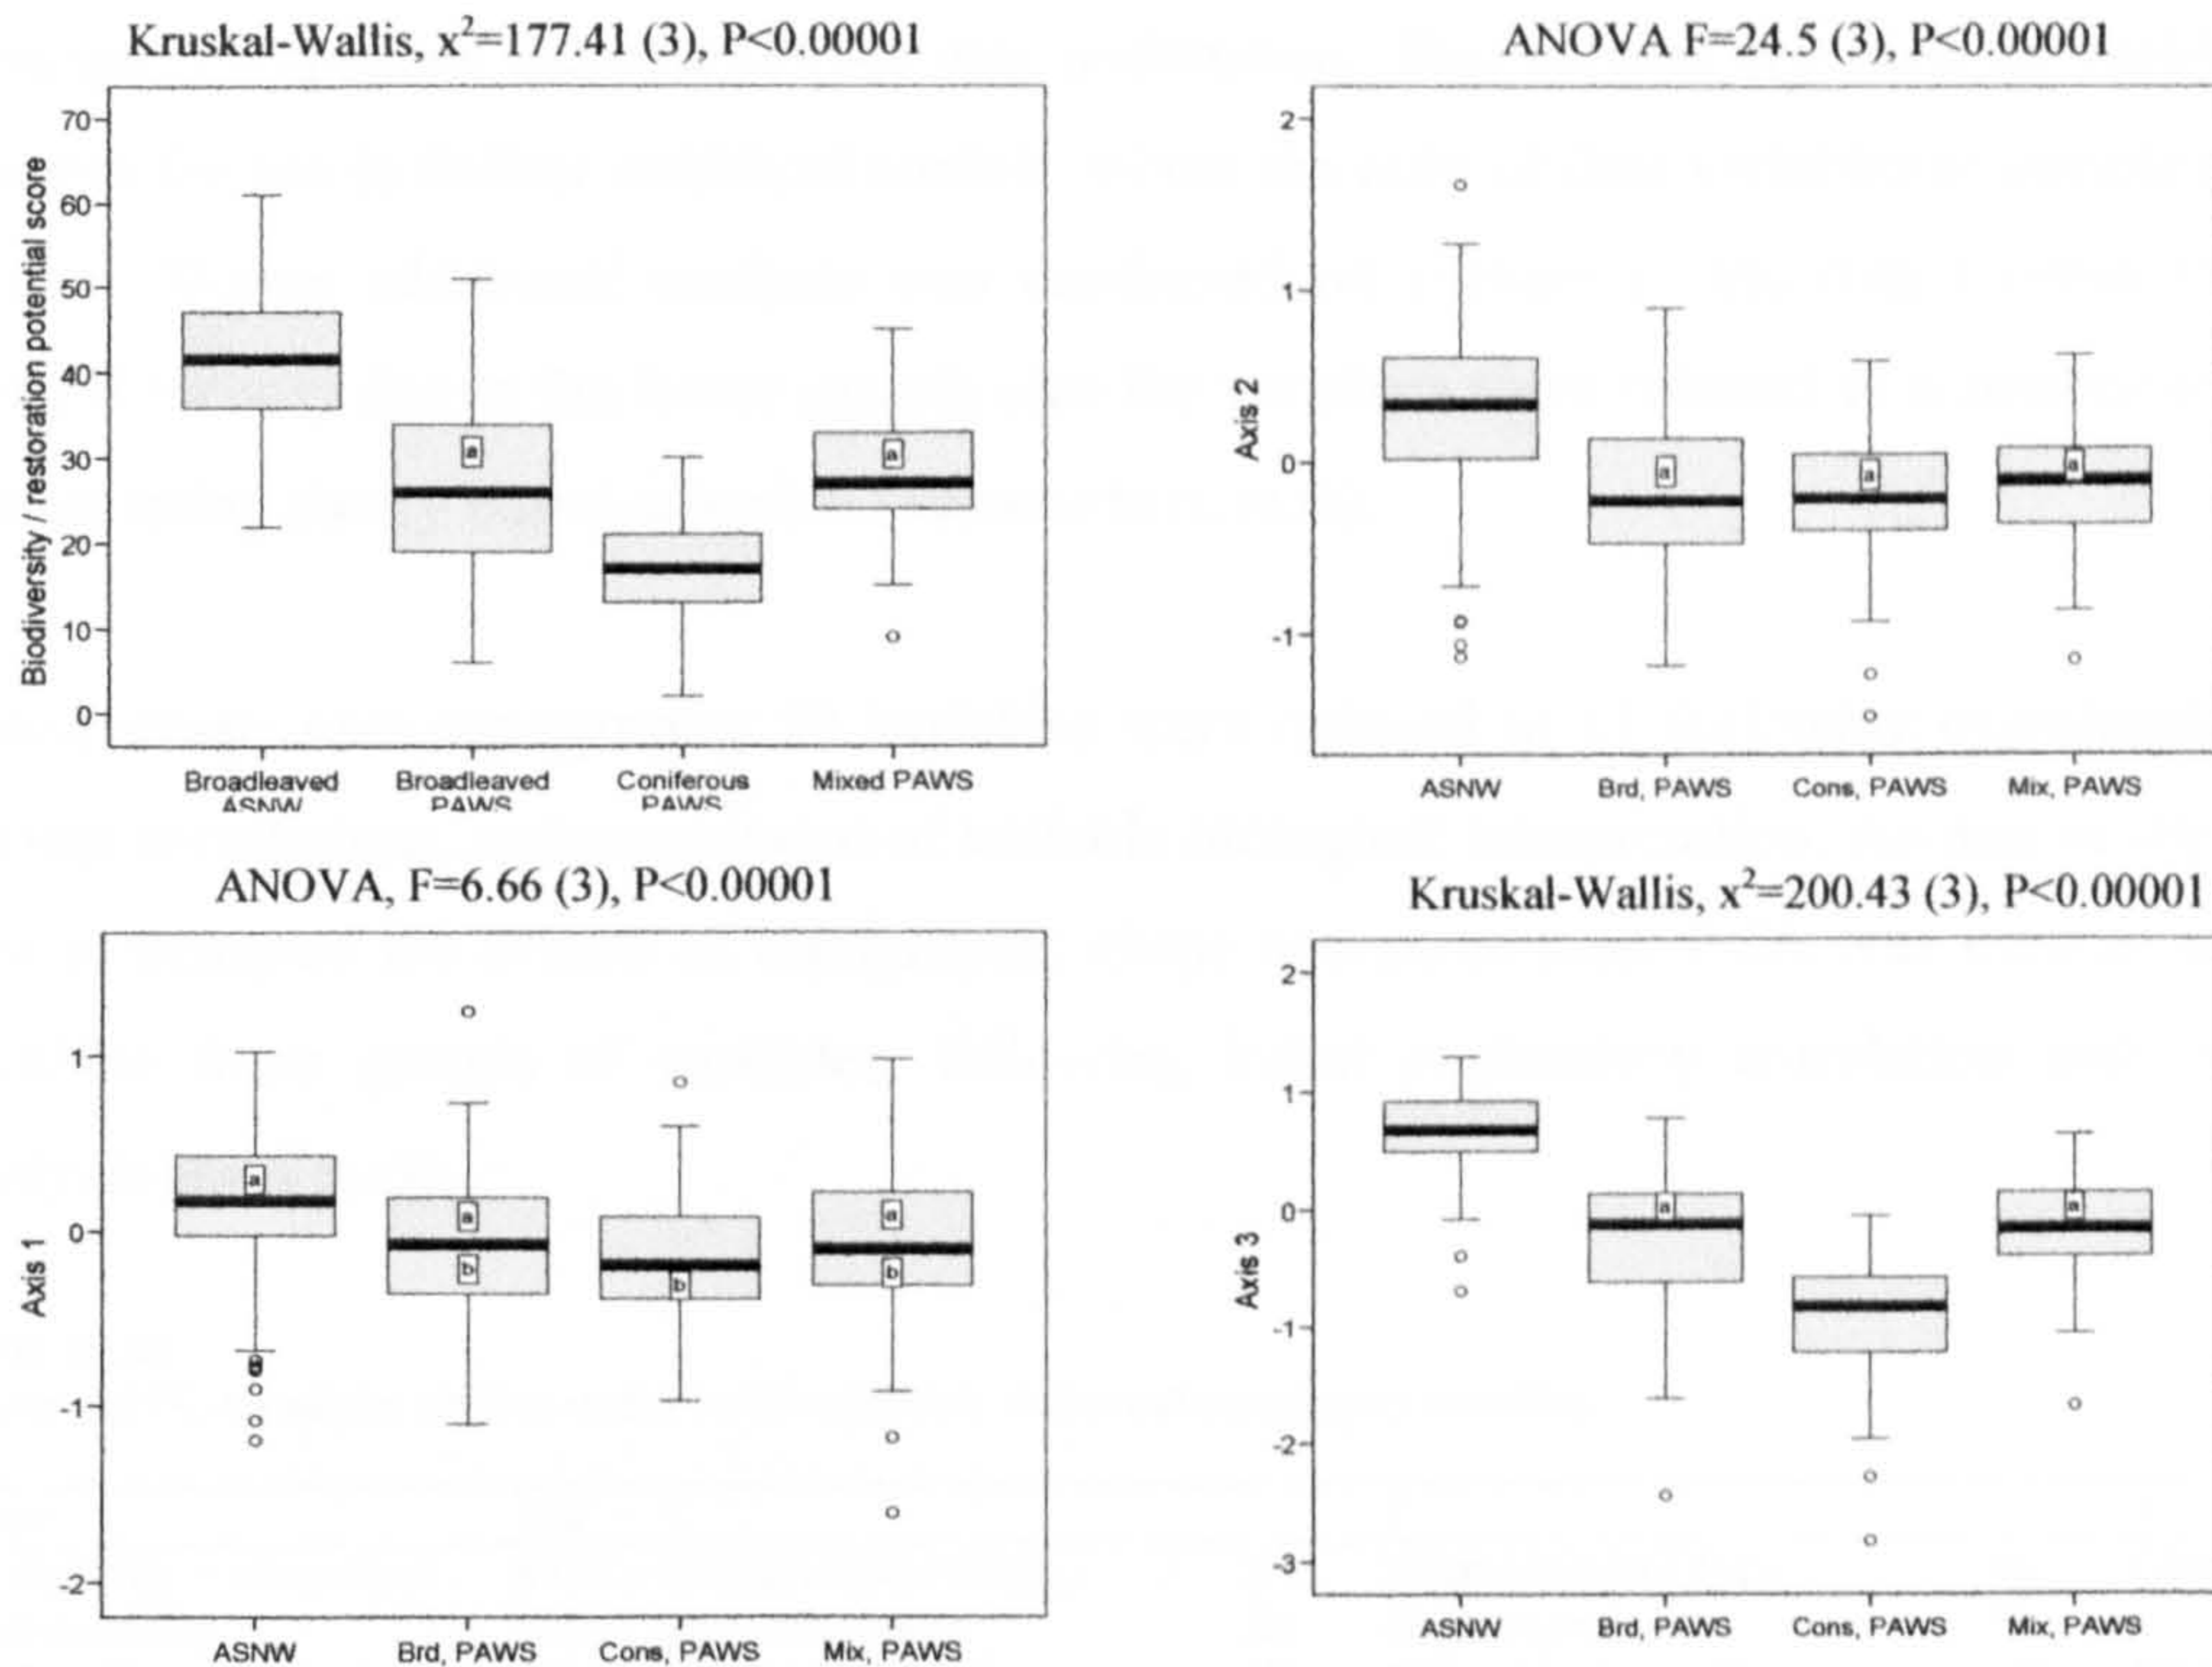 Kruskal-Wallis, x²=177.41 (3), P<0.00001
Biodiversity / restoration potential score
70
60
50
40
30
20
10
0
a
a
Broadleaved ASNW
Broadleaved PAWS
Coniferous PAWS
Mixed PAWS
ANOVA F=24.5 (3), P<0.00001
Axis 2
2
1
0
-1
a
a
a
ASNW
Brd, PAWS
Cons, PAWS
Mix, PAWS
ANOVA, F=6.66 (3), P<0.00001
Axis 1
1
0
-1
-2
a
a
b
b
a
b
ASNW
Brd, PAWS
Cons, PAWS
Mix, PAWS
Kruskal-Wallis, x²=200.43 (3), P<0.00001
Axis 3
2
1
0
-1
-2
-3
a
a
ASNW
Brd, PAWS
Cons, PAWS
Mix, PAWS